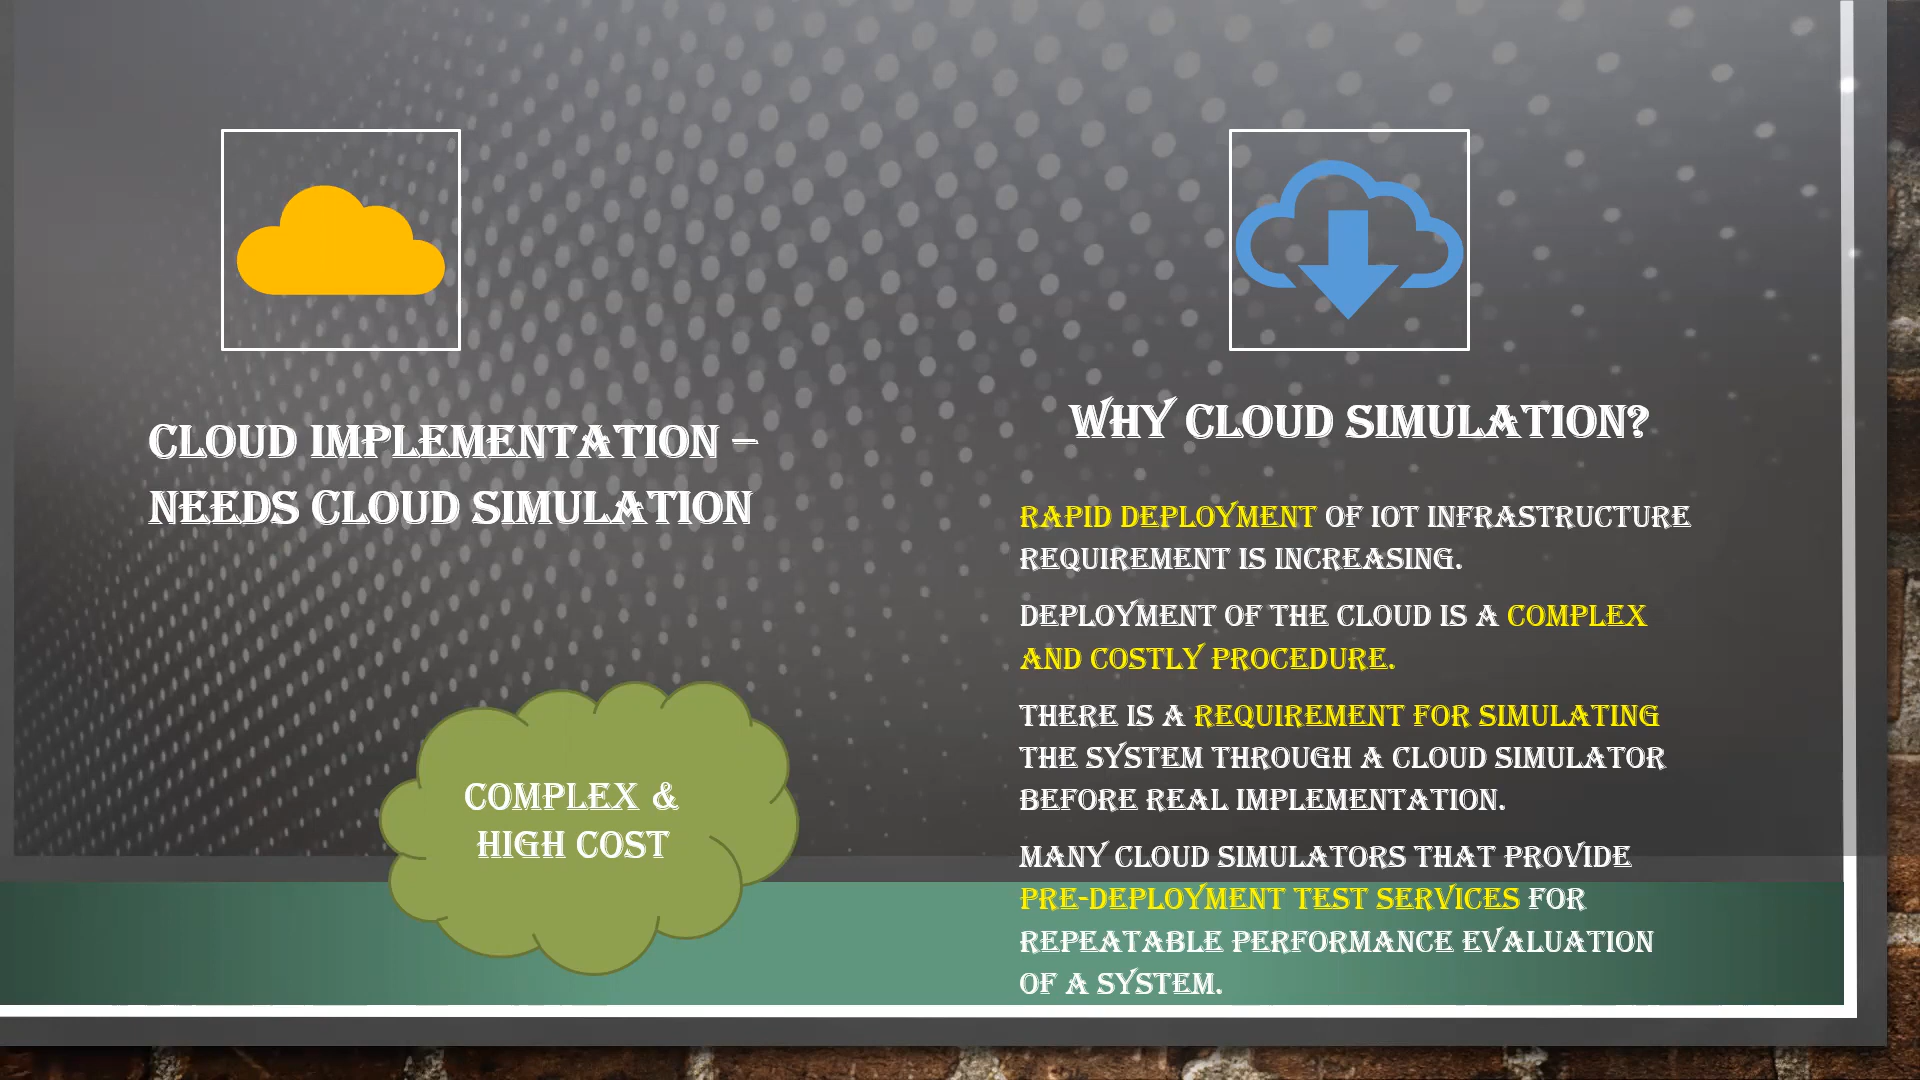 CLOUD IMPLEMENTATION –
NEEDS CLOUD SIMULATION
COMPLEX &
HIGH COST
WHY CLOUD SIMULATION?
RAPID DEPLOYMENT OF IOT INFRASTRUCTURE
REQUIREMENT IS INCREASING.
DEPLOYMENT OF THE CLOUD IS A COMPLEX
AND COSTLY PROCEDURE.
THERE IS A REQUIREMENT FOR SIMULATING
THE SYSTEM THROUGH A CLOUD SIMULATOR
BEFORE REAL IMPLEMENTATION.
MANY CLOUD SIMULATORS THAT PROVIDE
PRE-DEPLOYMENT TEST SERVICES FOR
REPEATABLE PERFORMANCE EVALUATION
OF A SYSTEM.